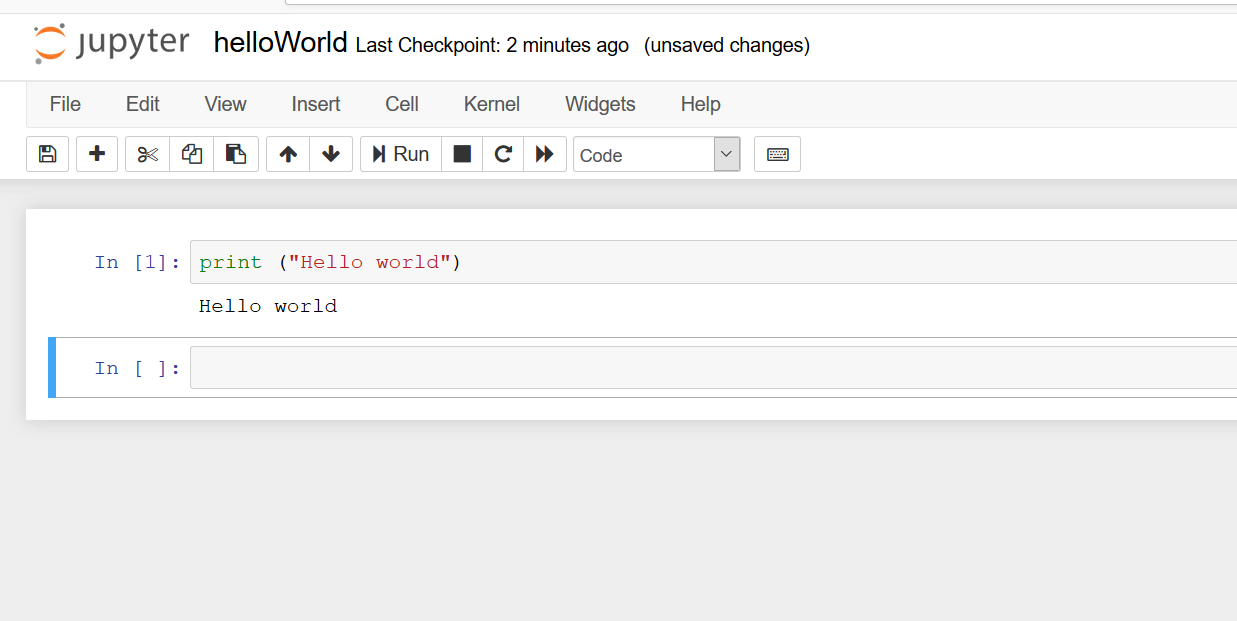 jupyter helloWorld Last Checkpoint: 2 minutes ago (unsaved changes)
File Edit View Insert Cell Kernel Widgets Help
Run Code
In [1]: print ("Hello world")
Hello world
In [ ]: